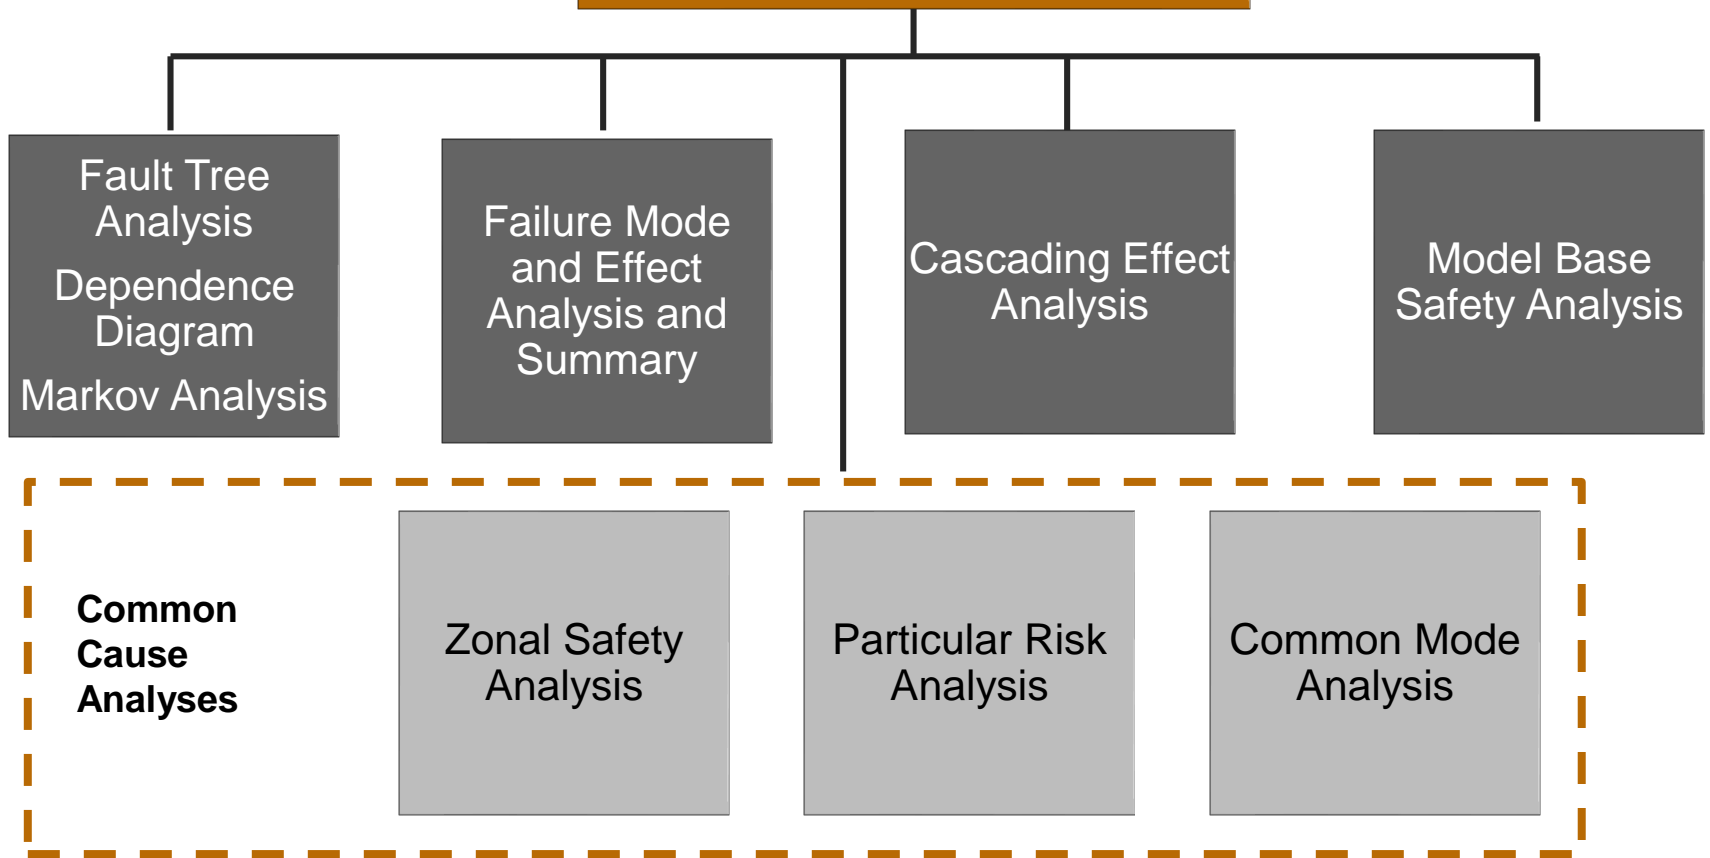 Fault Tree
Analysis
Dependence
Diagram
Markov Analysis
Failure Mode
and Effect
Analysis and
Summary
Cascading Effect
Analysis
Model Base
Safety Analysis
Common
Cause
Analyses
Zonal Safety
Analysis
Particular Risk
Analysis
Common Mode
Analysis